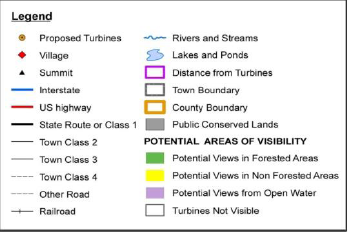 Legend
Proposed Turbines
Village
Summit
Interstate
US highway
State Route or Class 1
Town Class 2
Town Class 3
Town Class 4
Other Road
Railroad
Rivers and Streams
Lakes and Ponds
Distance from Turbines
Town Boundary
County Boundary
Public Conserved Lands
POTENTIAL AREAS OF VISIBILITY
Potential Views in Forested Areas
Potential Views in Non Forested Areas
Potential Views from Open Water
Turbines Not Visible